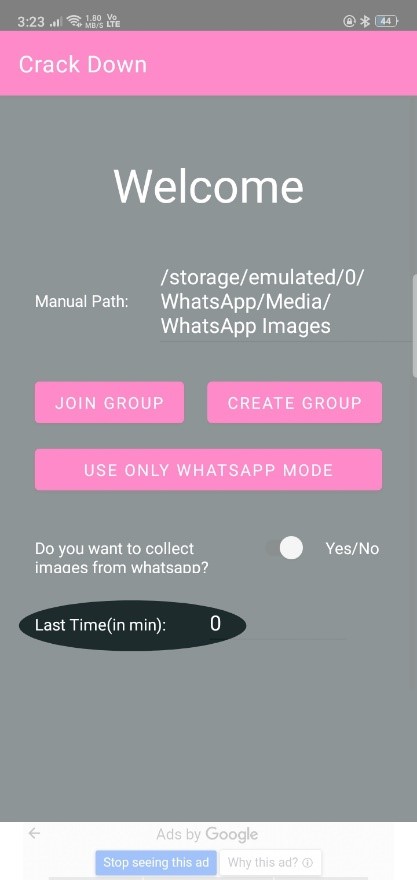 3:23 1.80 MB/S Vo LTE 44
Crack Down
Welcome
/storage/emulated/0/
Manual Path: WhatsApp/Media/
WhatsApp Images
JOIN GROUP CREATE GROUP
USE ONLY WHATSAPP MODE
Do you want to collect Yes/No
images from whatsapp?
Last Time(in min): 0
Ads by Google
Stop seeing this ad Why this ad?